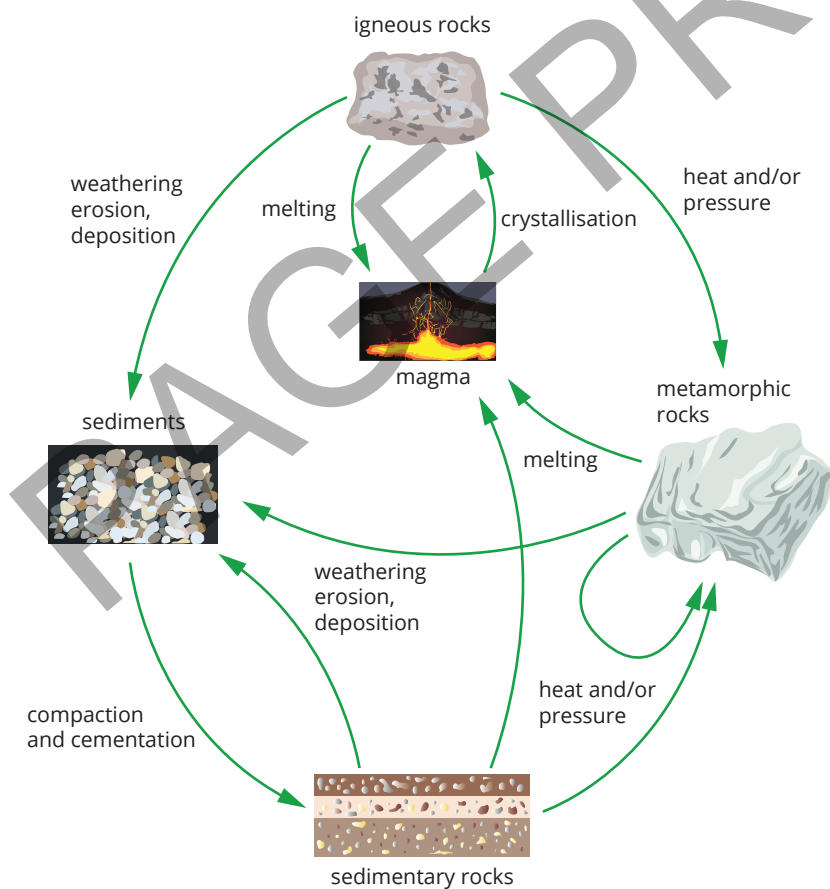 igneous rocks
weathering
erosion,
deposition
melting
crystallisation
heat and/or
pressure
magma
metamorphic
rocks
sediments
melting
weathering
erosion,
deposition
heat and/or
pressure
compaction
and cementation
sedimentary rocks
PAGE PR